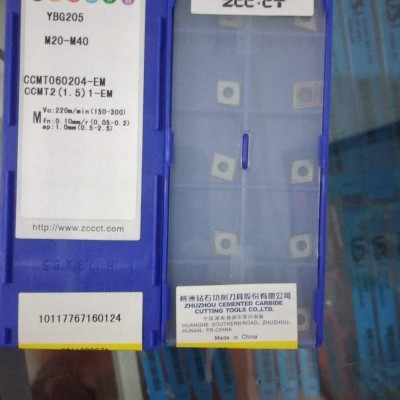 YBG205
M20-M40
CCMT060204-EM
CCMT2(1.5)1-EM
Vc:220m/min(150-300)
M fn:0.10mm/r(0.05-0.2)
ap:1.0mm(0.5-2.5)
http://www.zccct.com
10117767160124
ZCC·CT
株洲钻石切削刀具股份有限公司
ZHUZHOU CEMENTED CARBIDE
CUTTING TOOLS CO.,LTD.
HUANGHE SOUTHERN ROAD, ZHUZHOU,
HUNAN, PR.CHINA
Made in China